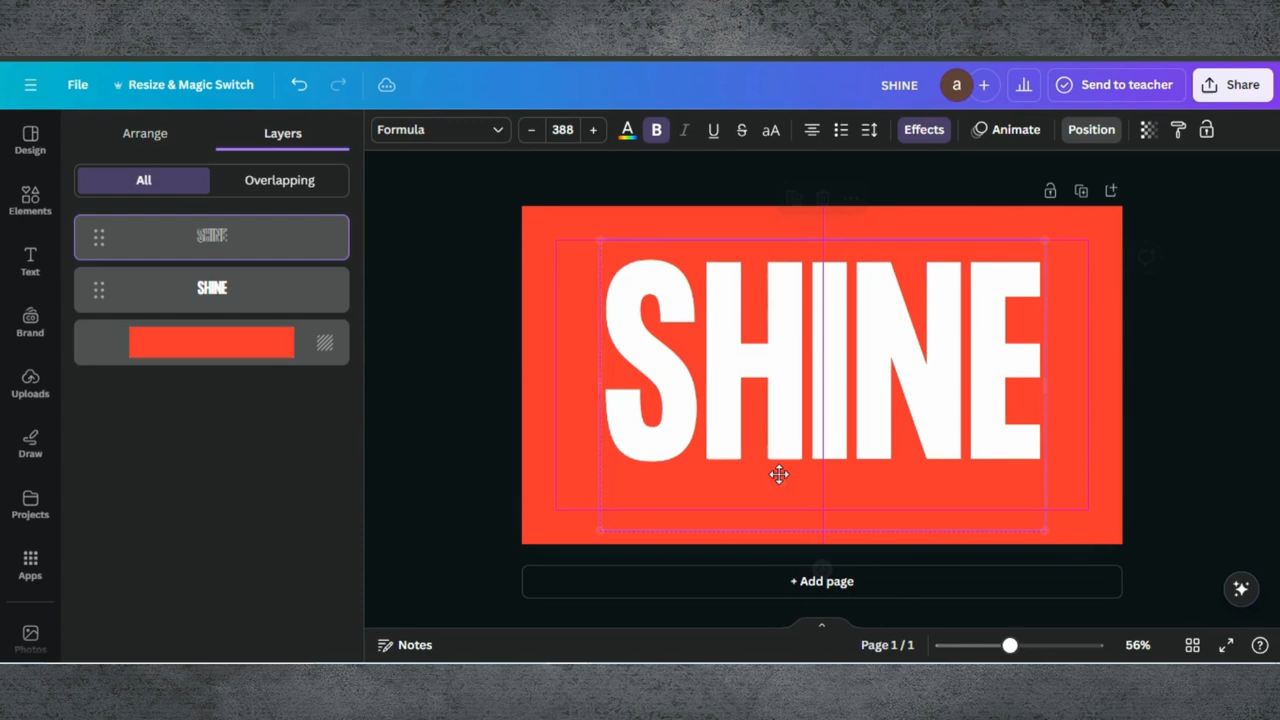 File
Resize & Magic Switch
SHINE
a
Send to teacher
Share
Design
Elements
Text
Brand
Uploads
Draw
Projects
Apps
Photos
Arrange
Layers
All
Overlapping
SHINE
SHINE
Formula
388
A
B
I
U
S
aA
Effects
Animate
Position
SHINE
+ Add page
Notes
Page 1 / 1
56%